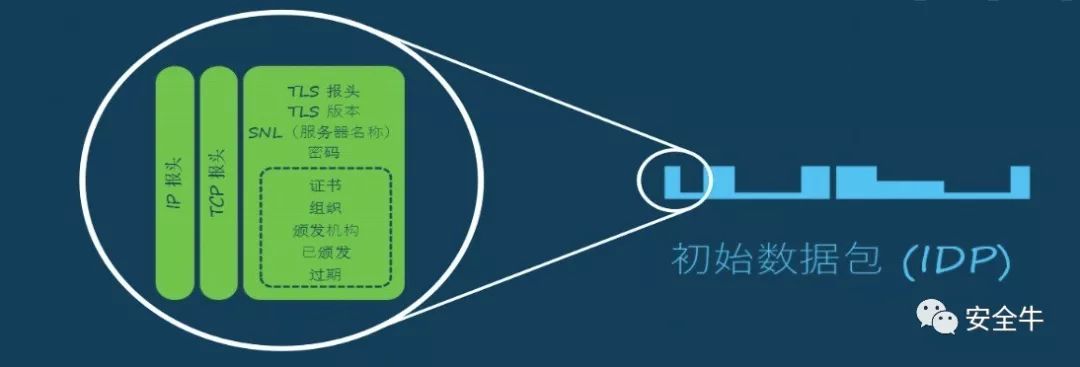 IP 报头
TCP 报头
TLS 报头
TLS 版本
SNL（服务器名称）
密码
证书
组织
颁发机构
已颁发
过期
初始数据包 (IDP)
安全牛